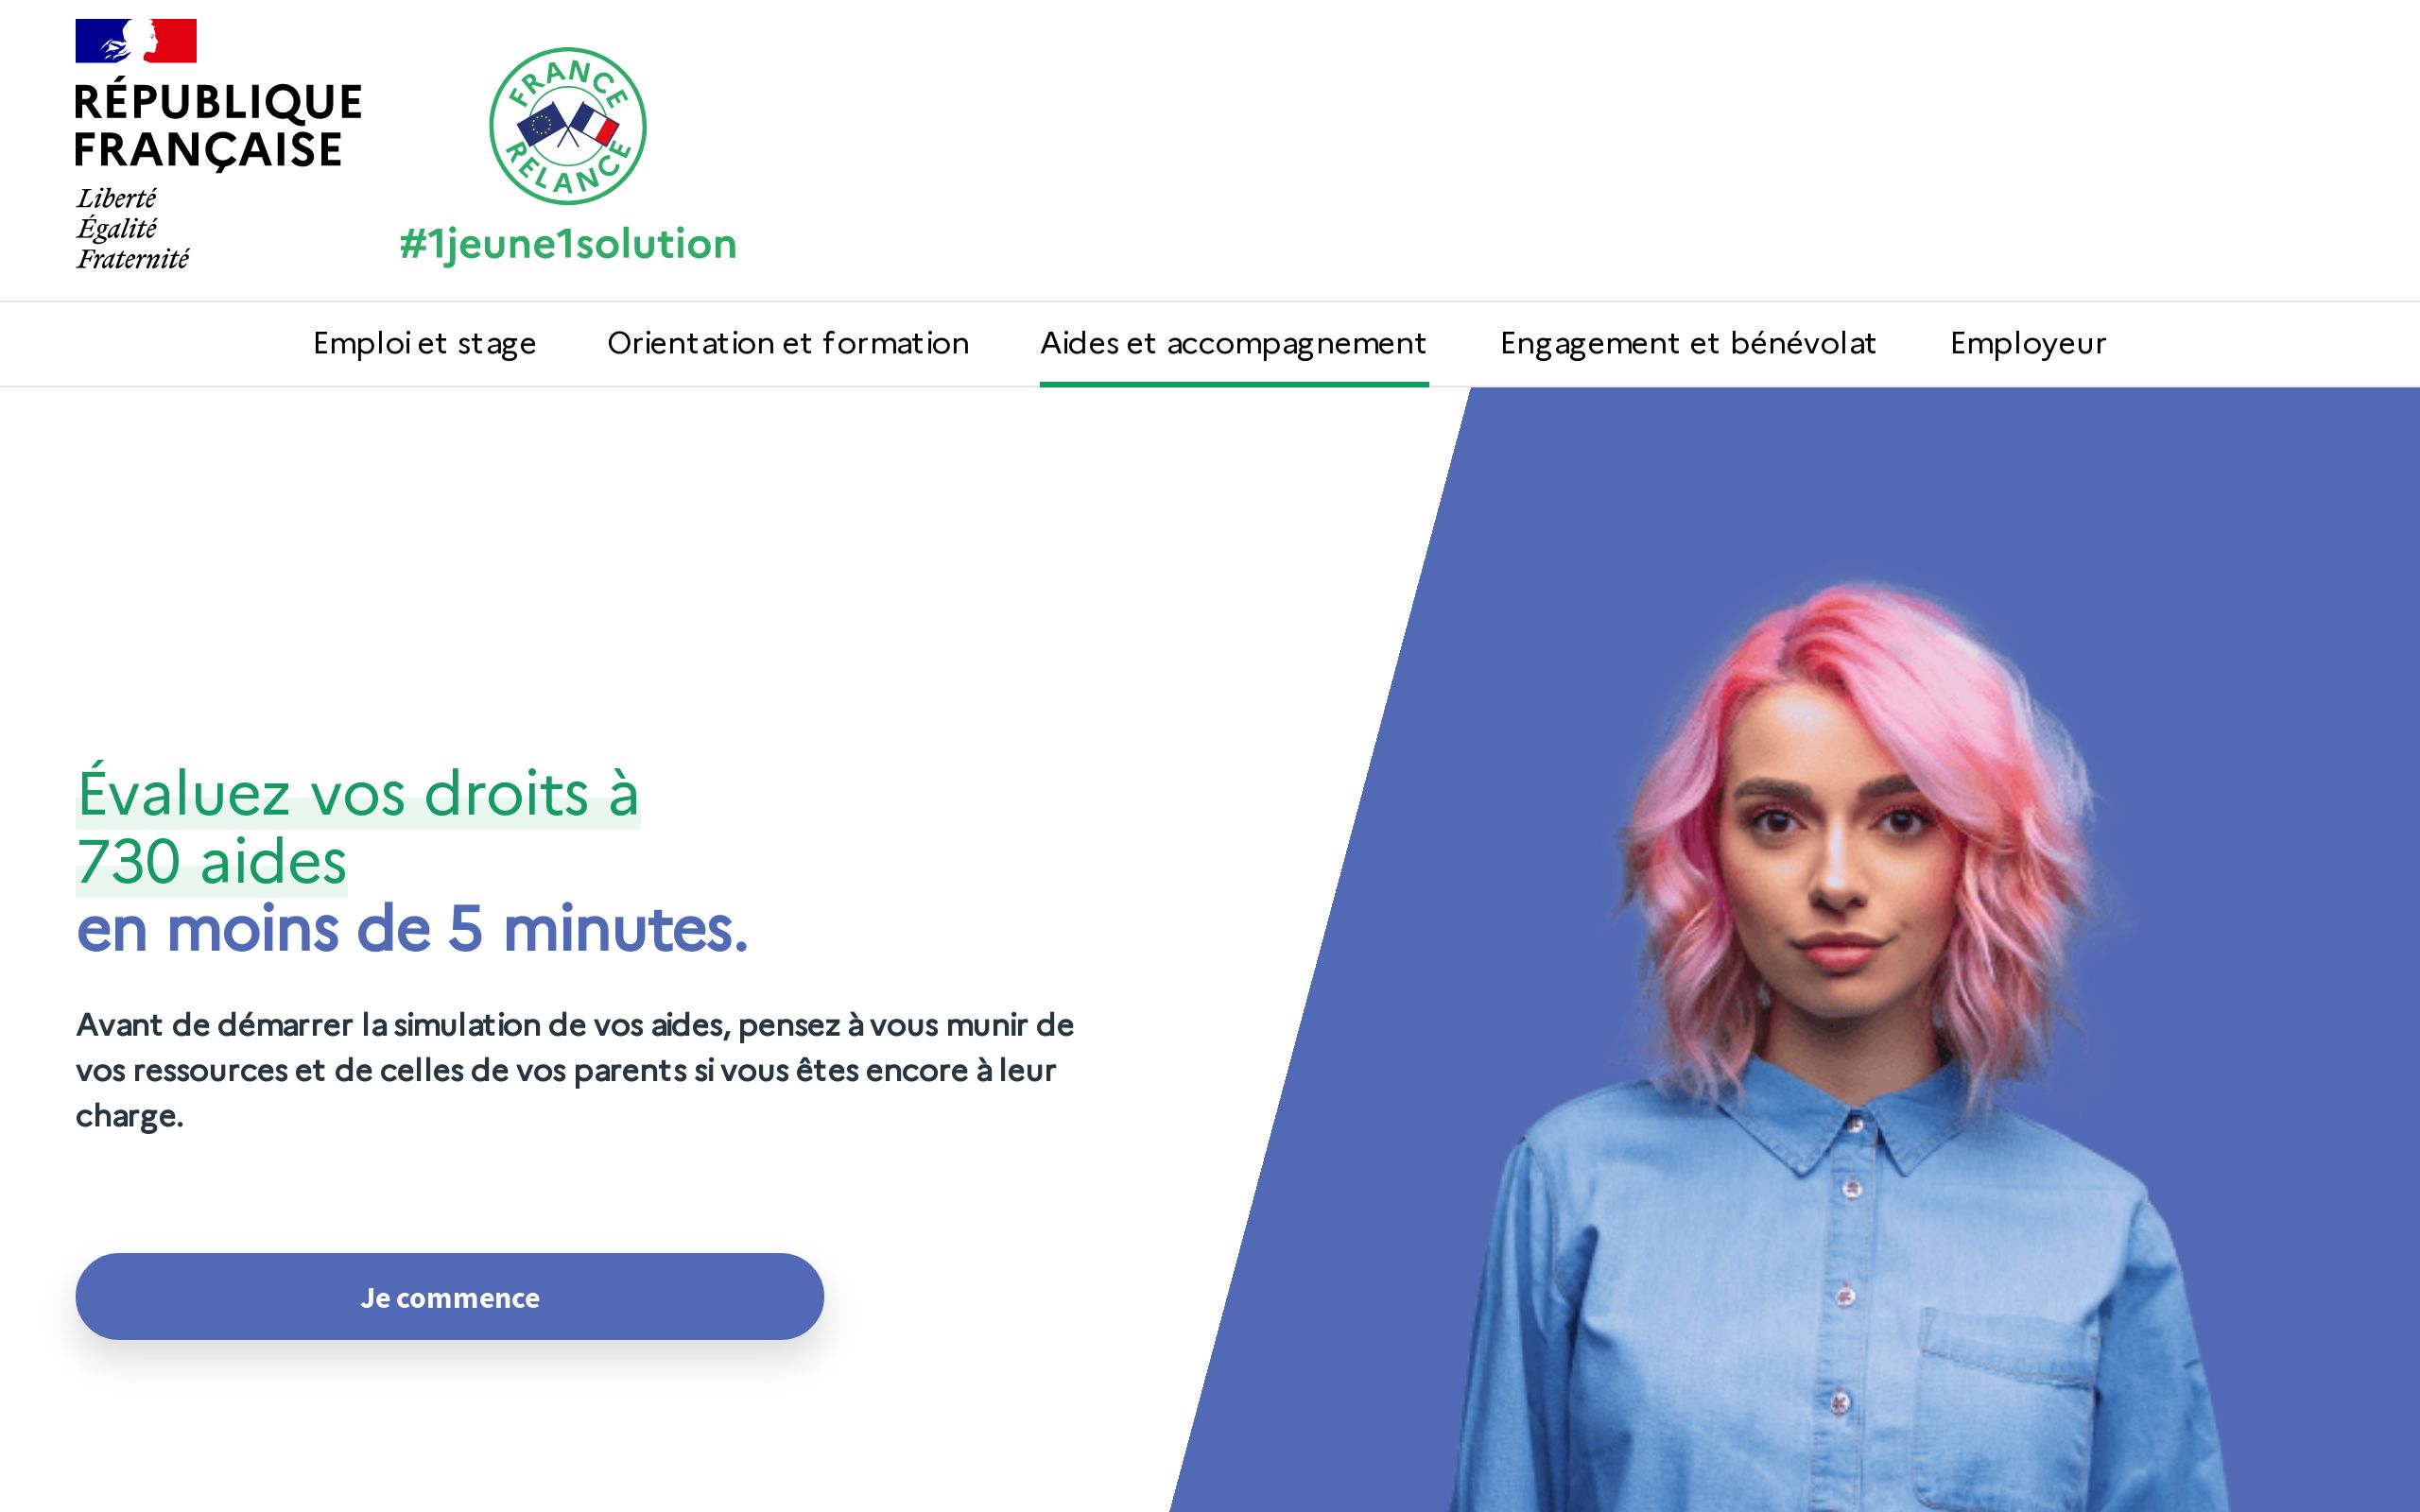 RÉPUBLIQUE
FRANÇAISE
Liberté
Égalité
Fraternité
FRANCE
RELANCE
#1jeune1solution
Emploi et stage
Orientation et formation
Aides et accompagnement
Engagement et bénévolat
Employeur
Évaluez vos droits à
730 aides
en moins de 5 minutes.
Avant de démarrer la simulation de vos aides, pensez à vous munir de
vos ressources et de celles de vos parents si vous êtes encore à leur
charge.
Je commence